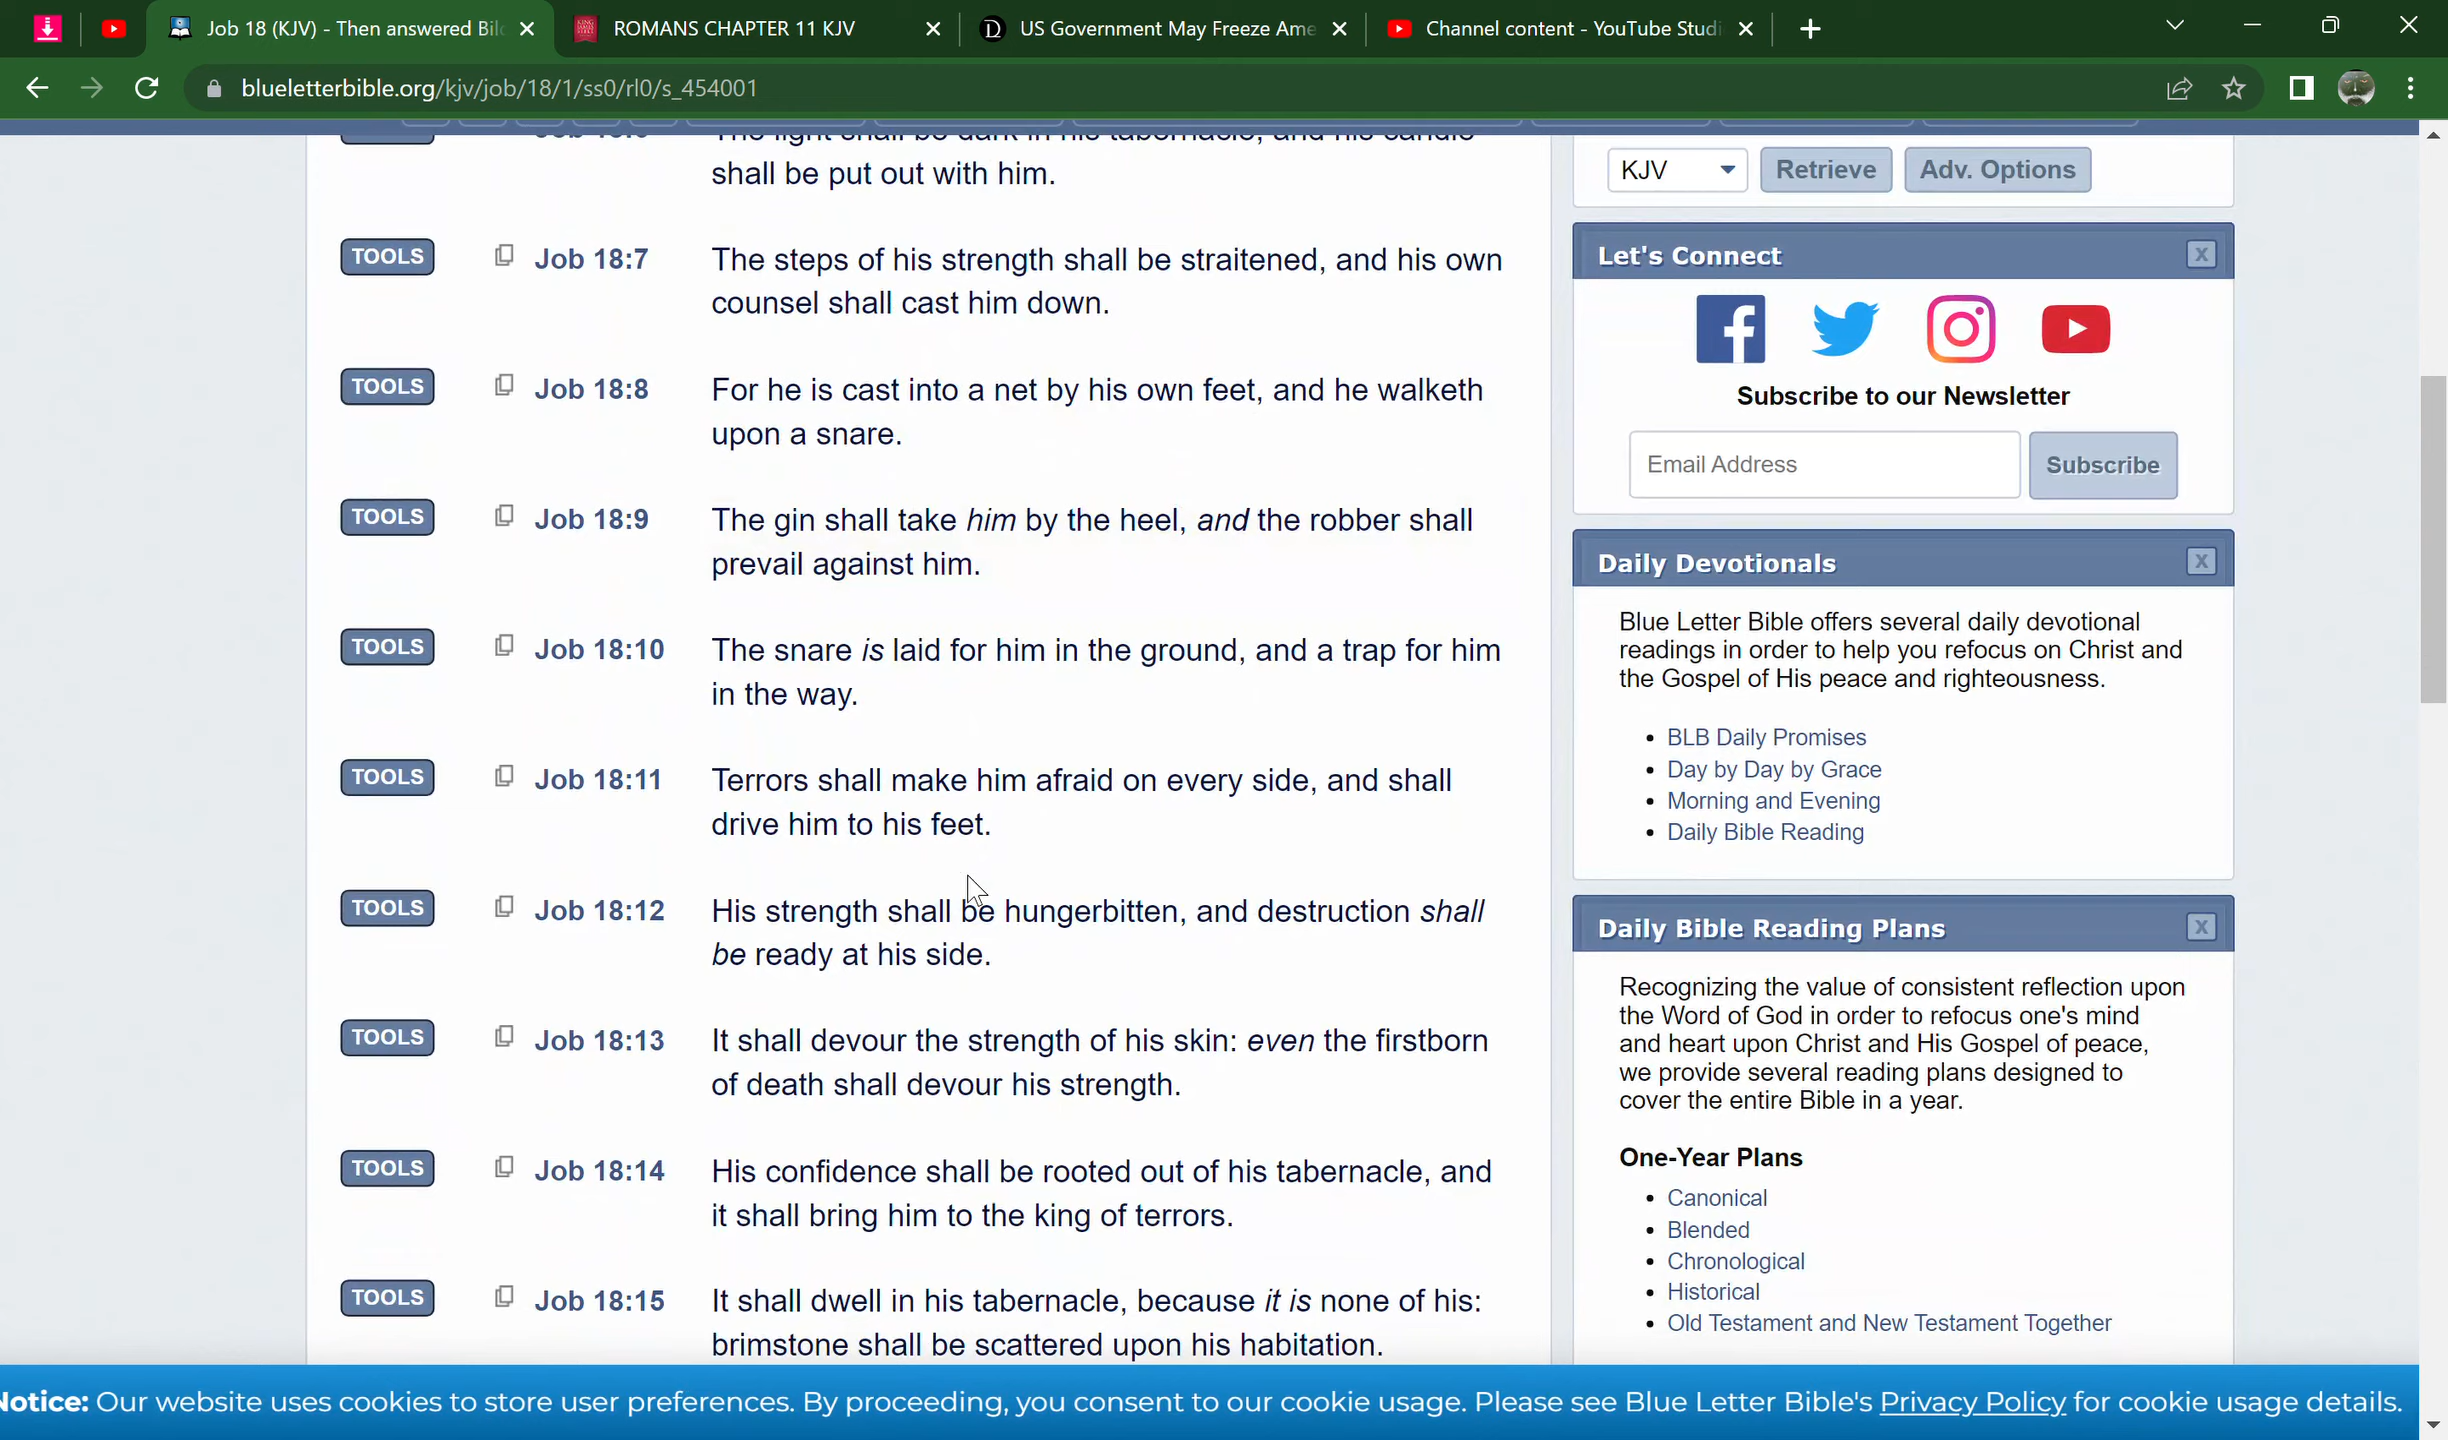 Job 18 (KJV) - Then answered Bild
ROMANS CHAPTER 11 KJV
US Government May Freeze Ame
Channel content - YouTube Studi
blueletterbible.org/kjv/job/18/1/ss0/rl0/s_454001
The light shall be dark in his tabernacle, and his candle
shall be put out with him.
TOOLS Job 18:7 The steps of his strength shall be straitened, and his own
counsel shall cast him down.
TOOLS Job 18:8 For he is cast into a net by his own feet, and he walketh
upon a snare.
TOOLS Job 18:9 The gin shall take him by the heel, and the robber shall
prevail against him.
TOOLS Job 18:10 The snare is laid for him in the ground, and a trap for him
in the way.
TOOLS Job 18:11 Terrors shall make him afraid on every side, and shall
drive him to his feet.
TOOLS Job 18:12 His strength shall be hungerbitten, and destruction shall
be ready at his side.
TOOLS Job 18:13 It shall devour the strength of his skin: even the firstborn
of death shall devour his strength.
TOOLS Job 18:14 His confidence shall be rooted out of his tabernacle, and
it shall bring him to the king of terrors.
TOOLS Job 18:15 It shall dwell in his tabernacle, because it is none of his:
brimstone shall be scattered upon his habitation.
KJV Retrieve Adv. Options
Let's Connect X
Subscribe to our Newsletter
Email Address Subscribe
Daily Devotionals X
Blue Letter Bible offers several daily devotional
readings in order to help you refocus on Christ and
the Gospel of His peace and righteousness.
BLB Daily Promises
Day by Day by Grace
Morning and Evening
Daily Bible Reading
Daily Bible Reading Plans X
Recognizing the value of consistent reflection upon
the Word of God in order to refocus one's mind
and heart upon Christ and His Gospel of peace,
we provide several reading plans designed to
cover the entire Bible in a year.
One-Year Plans
Canonical
Blended
Chronological
Historical
Old Testament and New Testament Together
Notice: Our website uses cookies to store user preferences. By proceeding, you consent to our cookie usage. Please see Blue Letter Bible's Privacy Policy for cookie usage details.